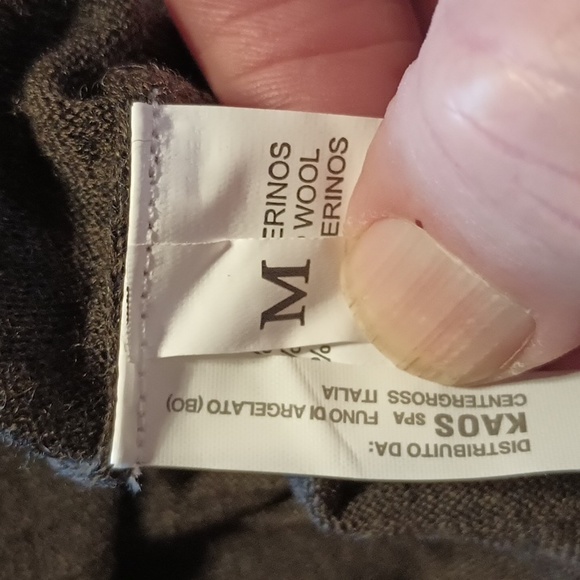 ERINOS
WOOL
ERINOS
M
%
DISTRIBUITO DA:
KAOS SPA FUNO DI ARGELATO (BO)
CENTERGROSS ITALIA